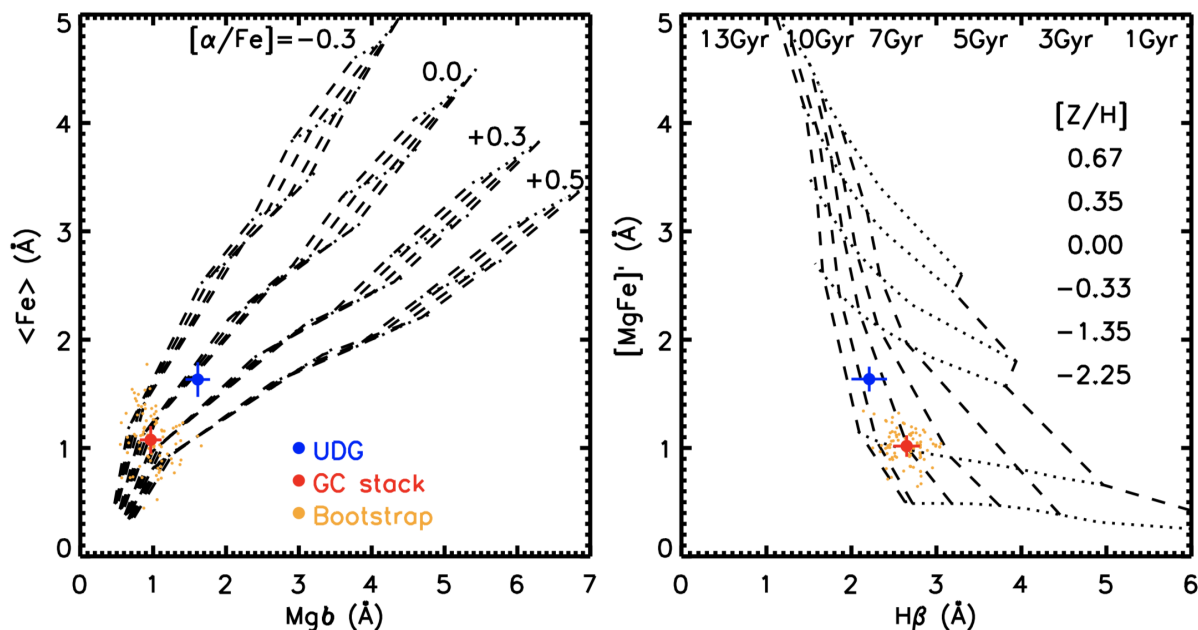 [α/Fe]=−0.3
0.0
+0.3
+0.5
UDG
GC stack
Bootstrap
<Fe> (Å)
5
4
3
2
1
0
0 1 2 3 4 5 6 7
Mgb (Å)
13Gyr 10Gyr 7Gyr 5Gyr 3Gyr 1Gyr
[Z/H]
0.67
0.35
0.00
−0.33
−1.35
−2.25
[MgFe]' (Å)
5
4
3
2
1
0
0 1 2 3 4 5 6
Hβ (Å)